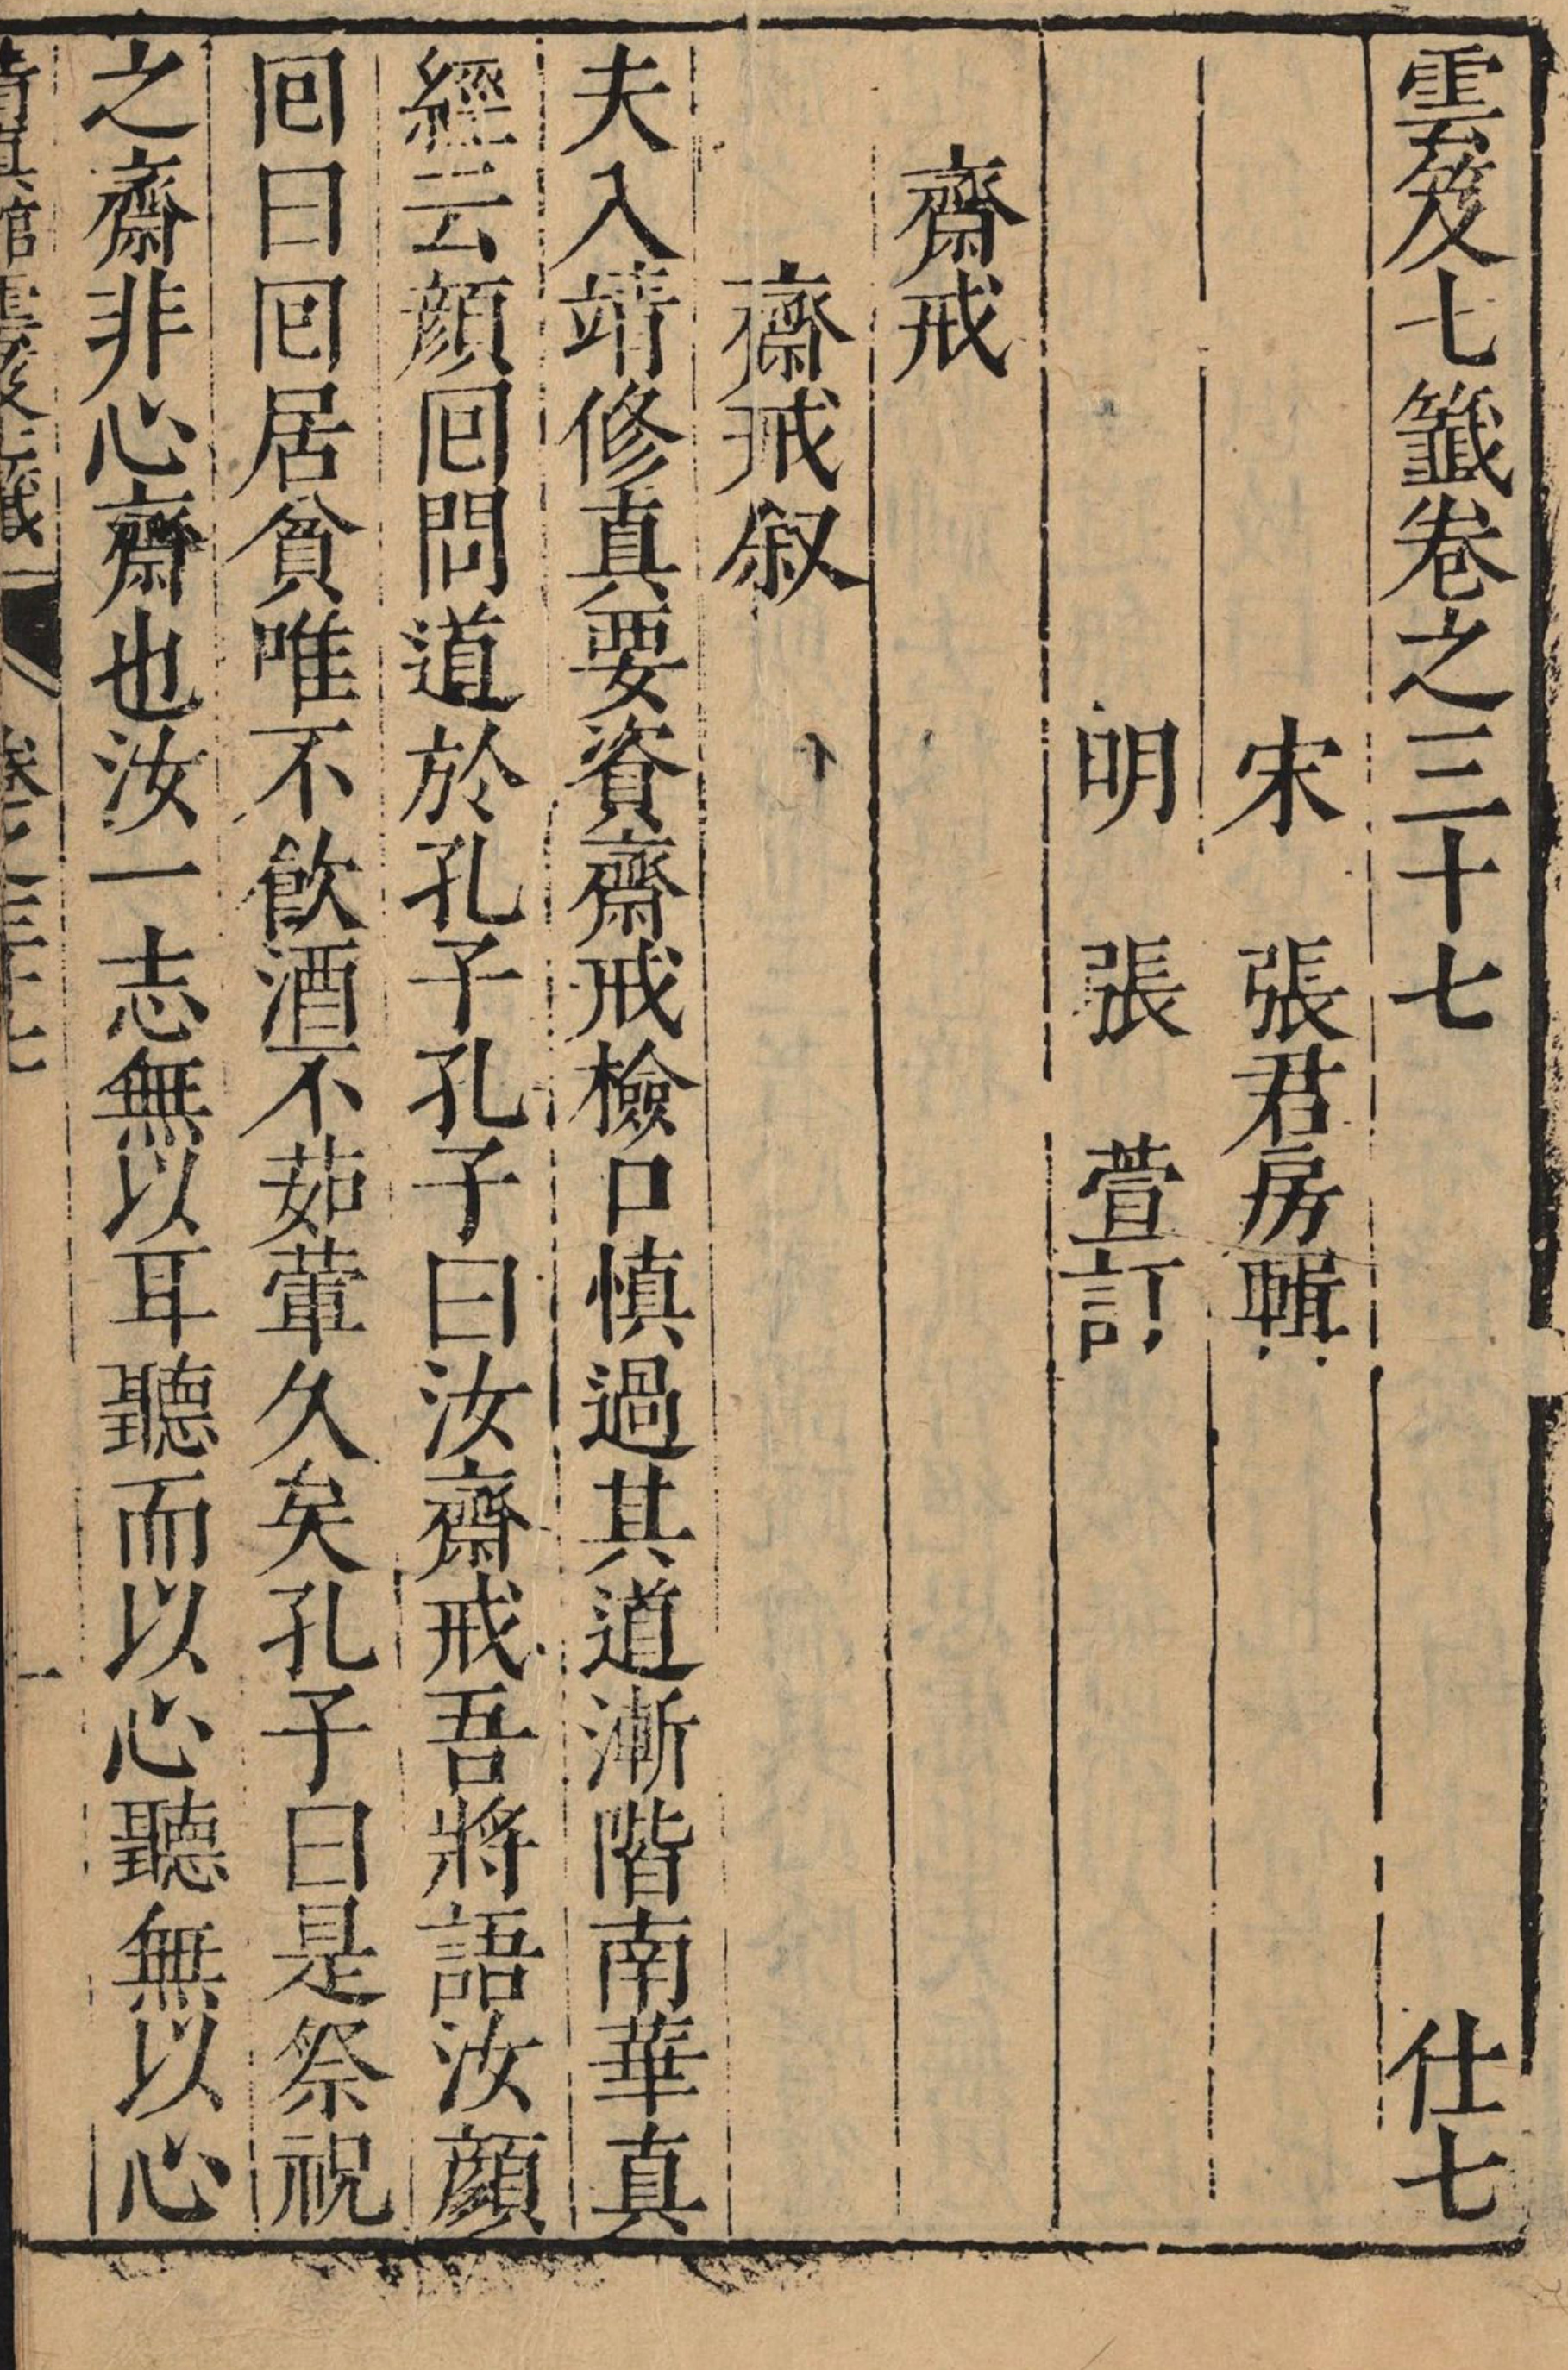 雲笈七籤卷之三十七 仕七
宋 張君房輯
明 張 萱訂
齋戒
齋戒叙
夫入靖修真要資齋戒檢口慎過其道漸階南華真
經云顔囘問道於孔子孔子曰汝齋戒吾將語汝顔
囘曰囘居貧唯不飲酒不茹葷久矣孔子曰是祭祝
之齋非心齋也汝一志無以耳聽而以心聽無以心
清真館雲笈七籤 卷之三十七 一